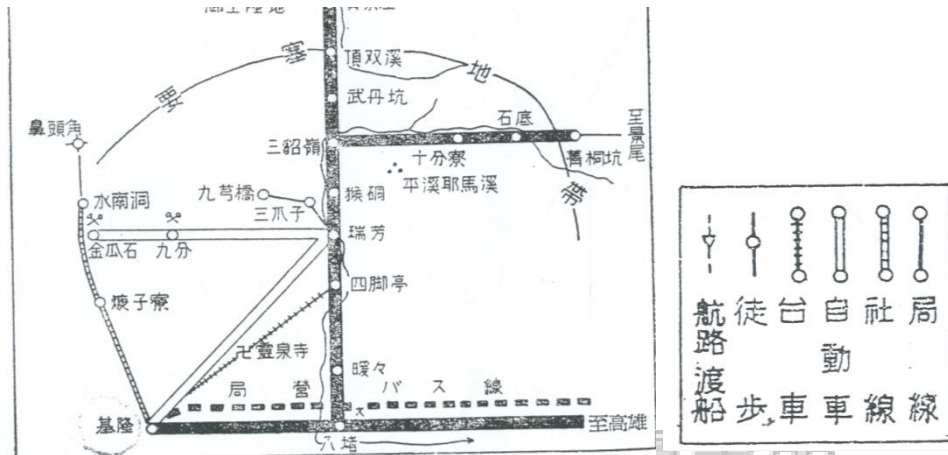 頂双溪
要塞地帶
武丹坑
石底
至景尾
鼻頭角
三貂嶺
十分寮
菁桐坑
平溪耶馬溪
水南洞
九芎橋
三爪子
猴硐
金瓜石
九分
瑞芳
四脚亭
焿子寮
卍靈泉寺
暖々
局営バス線
基隆
八堵
至高雄
局線
社線
自動車
台車
徒歩
航路渡船